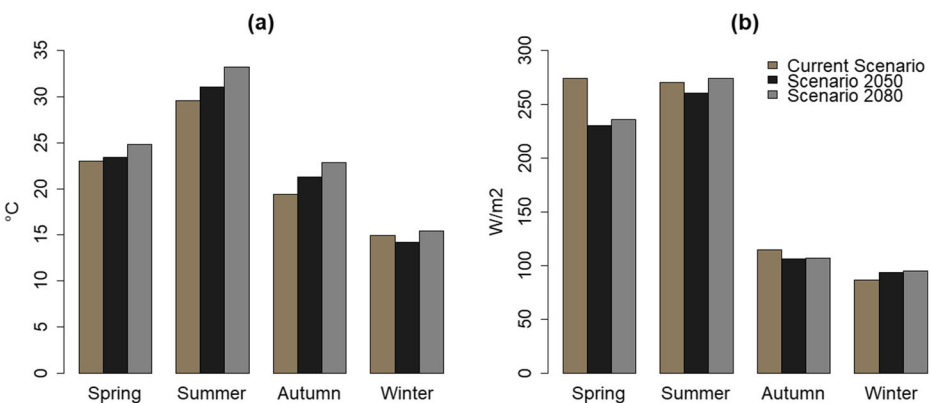 (a)
°C
35
30
25
20
15
10
5
0
Spring Summer Autumn Winter
(b)
W/m2
300
250
200
150
100
50
0
Current Scenario
Scenario 2050
Scenario 2080
Spring Summer Autumn Winter